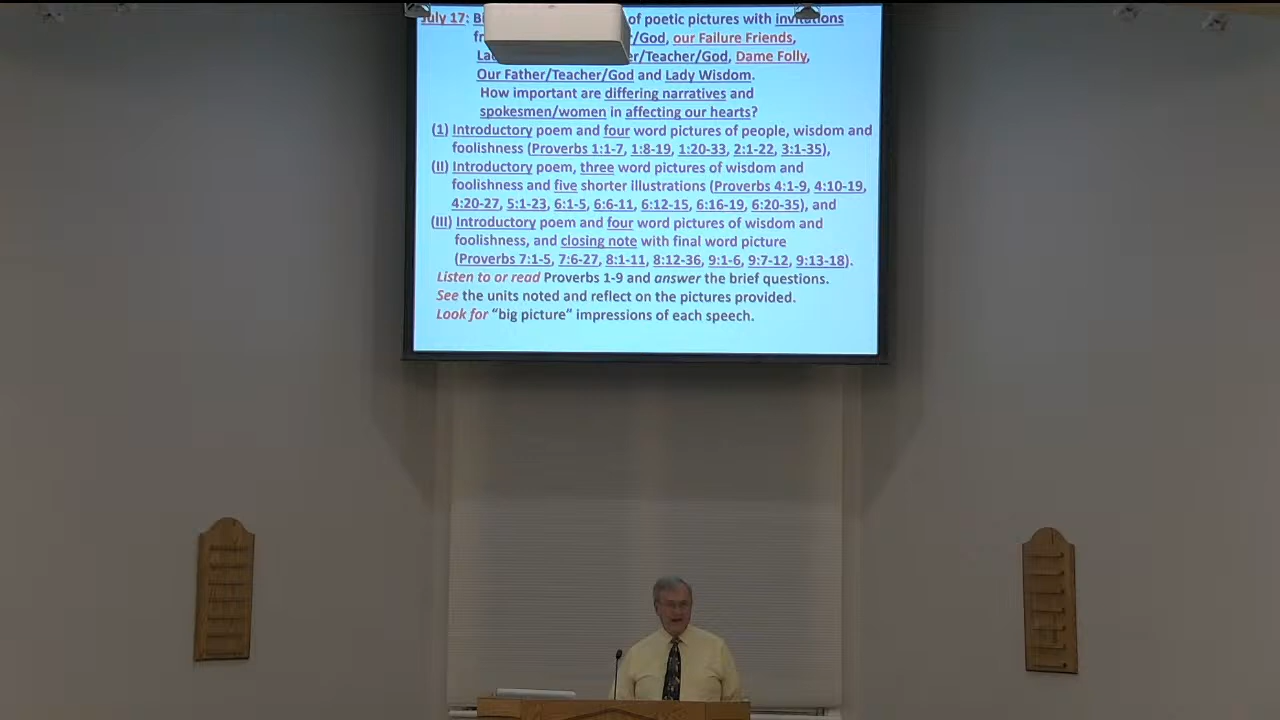 July 17: of poetic pictures with invitations
/God, our Failure Friends,
er/Teacher/God, Dame Folly,
Our Father/Teacher/God and Lady Wisdom.
How important are differing narratives and
spokesmen/women in affecting our hearts?
(1) Introductory poem and four word pictures of people, wisdom and
foolishness (Proverbs 1:1-7, 1:8-19, 1:20-33, 2:1-22, 3:1-35),
(II) Introductory poem, three word pictures of wisdom and
foolishness and five shorter illustrations (Proverbs 4:1-9, 4:10-19,
4:20-27, 5:1-23, 6:1-5, 6:6-11, 6:12-15, 6:16-19, 6:20-35), and
(III) Introductory poem and four word pictures of wisdom and
foolishness, and closing note with final word picture
(Proverbs 7:1-5, 7:6-27, 8:1-11, 8:12-36, 9:1-6, 9:7-12, 9:13-18).
Listen to or read Proverbs 1-9 and answer the brief questions.
See the units noted and reflect on the pictures provided.
Look for “big picture” impressions of each speech.